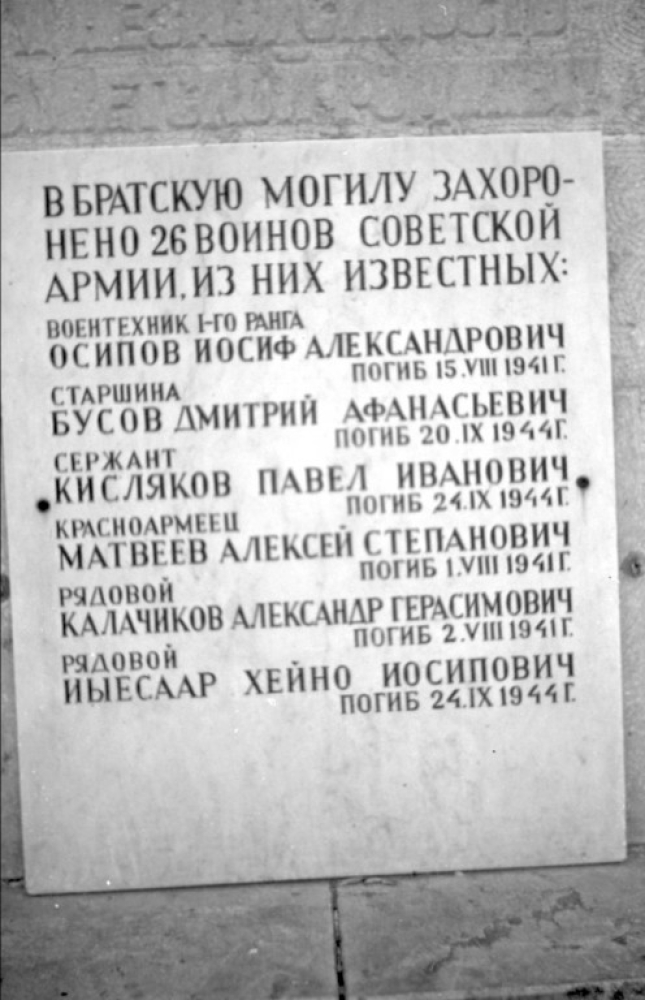 И НЕЗАВИСИМОСТЬ
СОВЕТСКОЙ РОДИНЫ
В БРАТСКУЮ МОГИЛУ ЗАХОРО-
НЕНО 26 ВОИНОВ СОВЕТСКОЙ
АРМИИ, ИЗ НИХ ИЗВЕСТНЫХ:
ВОЕНТЕХНИК I-ГО РАНГА
ОСИПОВ ИОСИФ АЛЕКСАНДРОВИЧ
ПОГИБ 15.VIII 1941 Г.
СТАРШИНА
БУСОВ ДМИТРИЙ АФАНАСЬЕВИЧ
ПОГИБ 20.IX 1944 Г.
СЕРЖАНТ
КИСЛЯКОВ ПАВЕЛ ИВАНОВИЧ
ПОГИБ 24.IX 1944 Г.
КРАСНОАРМЕЕЦ
МАТВЕЕВ АЛЕКСЕЙ СТЕПАНОВИЧ
ПОГИБ 1.VIII 1941 Г.
РЯДОВОЙ
КАЛАЧИКОВ АЛЕКСАНДР ГЕРАСИМОВИЧ
ПОГИБ 2.VIII 1941 Г.
РЯДОВОЙ
ИЫЕСААР ХЕЙНО ИОСИПОВИЧ
ПОГИБ 24.IX 1944 Г.